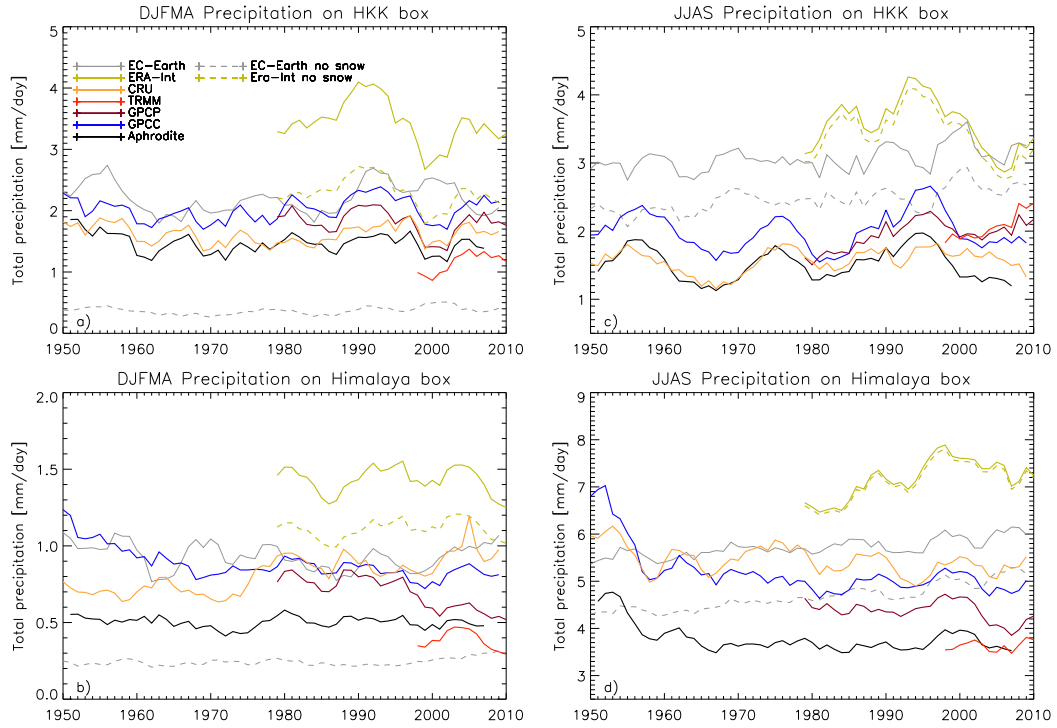 DJFMA Precipitation on HKK box
Total precipitation [mm/day]
5
4
3
2
1
0
EC-Earth
ERA-Int
CRU
TRMM
GPCP
GPCC
Aphrodite
EC-Earth no snow
Era-Int no snow
a)
1950 1960 1970 1980 1990 2000 2010
JJAS Precipitation on HKK box
Total precipitation [mm/day]
5
4
3
2
1
c)
1950 1960 1970 1980 1990 2000 2010
DJFMA Precipitation on Himalaya box
Total precipitation [mm/day]
2.0
1.5
1.0
0.5
0.0
b)
1950 1960 1970 1980 1990 2000 2010
JJAS Precipitation on Himalaya box
Total precipitation [mm/day]
9
8
7
6
5
4
3
d)
1950 1960 1970 1980 1990 2000 2010